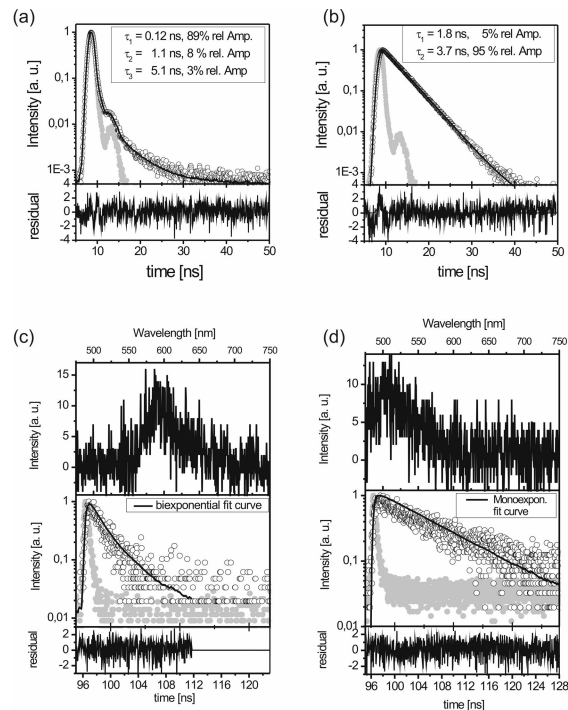 (a)
τ1 = 0.12 ns, 89% rel Amp.
τ2 = 1.1 ns, 8 % rel. Amp
τ3 = 5.1 ns, 3% rel. Amp
Intensity [a. u.]
1
0,1
0,01
1E-3
residual
4
2
0
-2
-4
10 20 30 40 50
time [ns]
(b)
τ1 = 1.8 ns, 5% rel. Amp.
τ2 = 3.7 ns, 95 % rel. Amp
Intensity [a. u.]
1
0,1
0,01
1E-3
residual
4
2
0
-2
-4
10 20 30 40 50
time [ns]
(c)
Wavelength [nm]
500 550 600 650 700 750
Intensity [a. u.]
15
10
5
0
biexponential fit curve
Intensity [a. u.]
1
0,1
0,01
residual
2
0
-2
96 100 104 108 112 116 120
time [ns]
(d)
Wavelength [nm]
500 550 600 650 700 750
Intensity [a. u.]
10
5
0
Monoexpon.
fit curve
Intensity [a. u.]
1
0,1
0,01
residual
2
0
-2
96 100 104 108 112 116 120 124 128
time [ns]